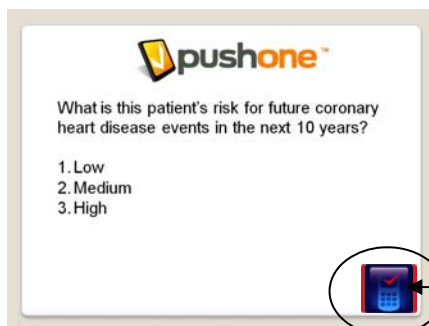 pushone™
What is this patient's risk for future coronary
heart disease events in the next 10 years?
1. Low
2. Medium
3. High